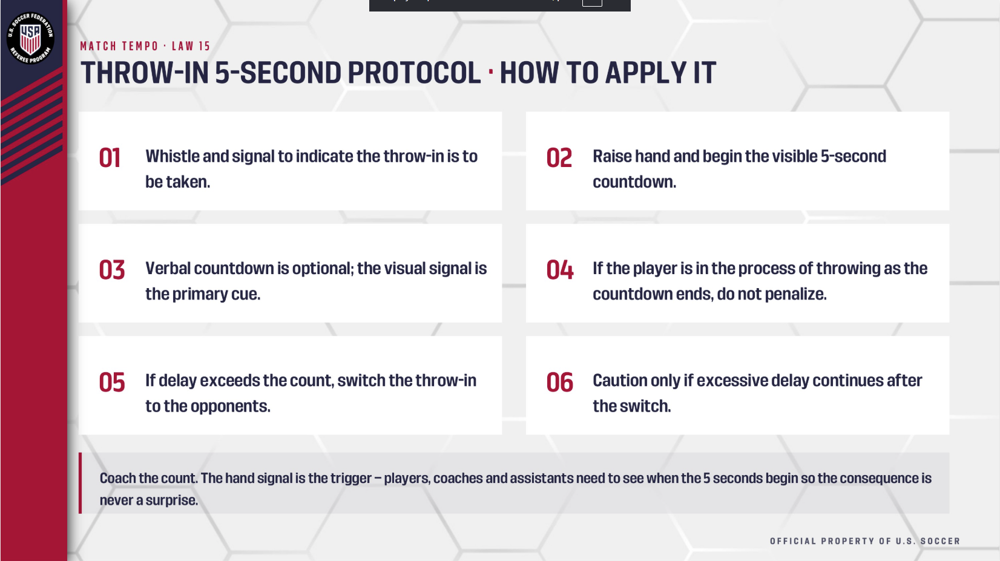 U.S. SOCCER FEDERATION
USA
REFEREE PROGRAM
MATCH TEMPO · LAW 15
THROW-IN 5-SECOND PROTOCOL · HOW TO APPLY IT
01 Whistle and signal to indicate the throw-in is to
be taken.
02 Raise hand and begin the visible 5-second
countdown.
03 Verbal countdown is optional; the visual signal is
the primary cue.
04 If the player is in the process of throwing as the
countdown ends, do not penalize.
05 If delay exceeds the count, switch the throw-in
to the opponents.
06 Caution only if excessive delay continues after
the switch.
Coach the count. The hand signal is the trigger – players, coaches and assistants need to see when the 5 seconds begin so the consequence is
never a surprise.
OFFICIAL PROPERTY OF U.S. SOCCER